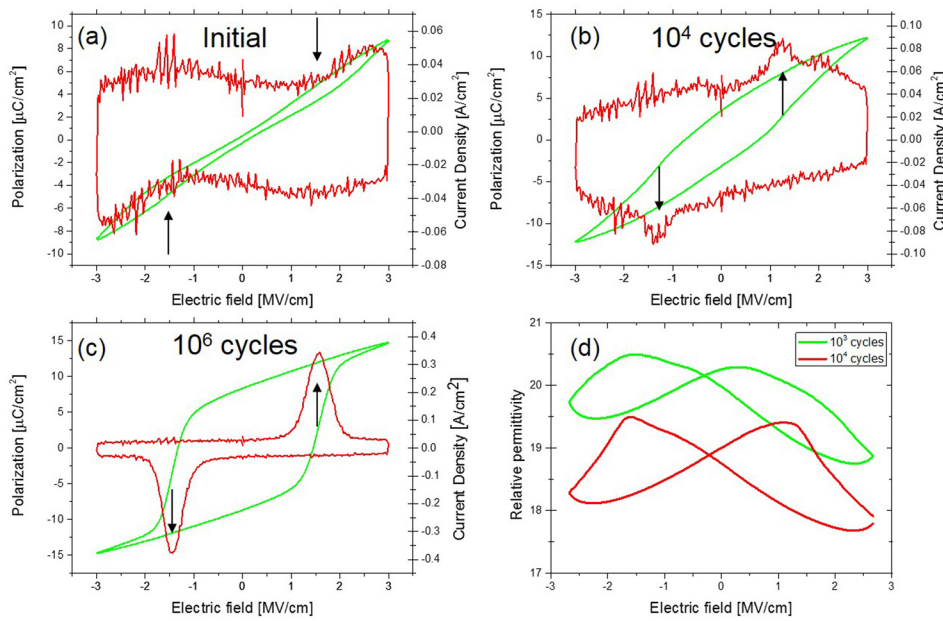 (a) Initial
Polarization [µC/cm²]
10
8
6
4
2
0
-2
-4
-6
-8
-10
0.06
0.04
0.02
0.00
-0.02
-0.04
-0.06
-0.08
Current Density [A/cm²]
-3 -2 -1 0 1 2 3
Electric field [MV/cm]
(b) 10⁴ cycles
Polarization [µC/cm²]
15
10
5
0
-5
-10
-15
0.10
0.08
0.06
0.04
0.02
0.00
-0.02
-0.04
-0.06
-0.08
-0.10
Current Density [A/cm²]
-3 -2 -1 0 1 2 3
Electric field [MV/cm]
(c) 10⁶ cycles
Polarization [µC/cm²]
15
10
5
0
-5
-10
-15
0.4
0.3
0.2
0.1
0.0
-0.1
-0.2
-0.3
-0.4
Current Density [A/cm²]
-3 -2 -1 0 1 2 3
Electric field [MV/cm]
(d)
10³ cycles
10⁴ cycles
Relative permittivity
21
20
19
18
17
-3 -2 -1 0 1 2 3
Electric field [MV/cm]